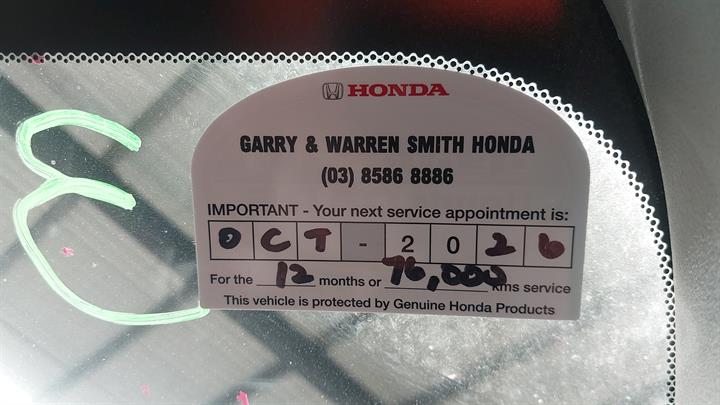 HONDA
GARRY & WARREN SMITH HONDA
(03) 8586 8886
IMPORTANT - Your next service appointment is:
OCT-2026
For the 12 months or 76,000 kms service
This vehicle is protected by Genuine Honda Products